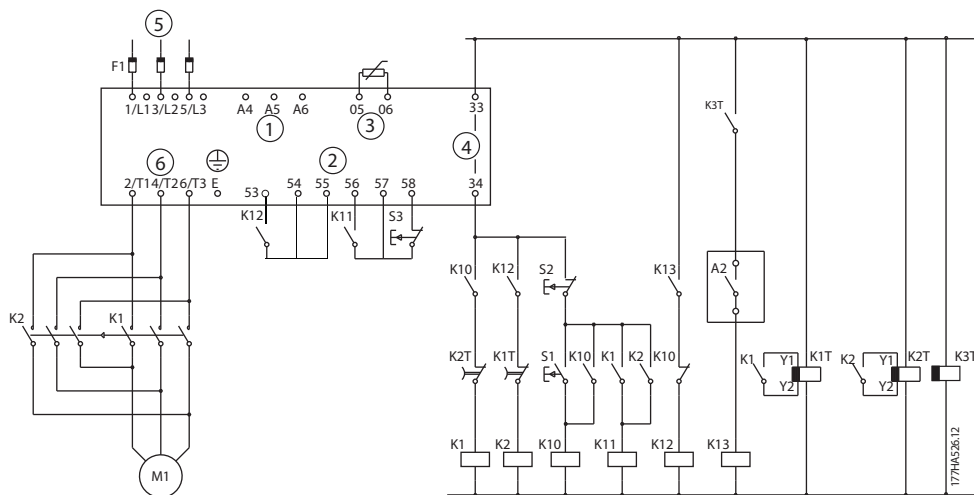 5
F1
1/L1 3/L2 5/L3
A4 A5 A6
05 06
33
1
3
4
6
2
2/T1 4/T2 6/T3 E
53 54 55 56 57 58
34
K12
K11
S3
K3T
K10 K12 S2 K13 A2
K2 K1
K2T K1T S1 K10 K1 K2 K10
K1 Y1 Y2 K1T
K2 Y1 Y2 K2T
K3T
K1 K2 K10 K11 K12 K13
M1
177HA526.12